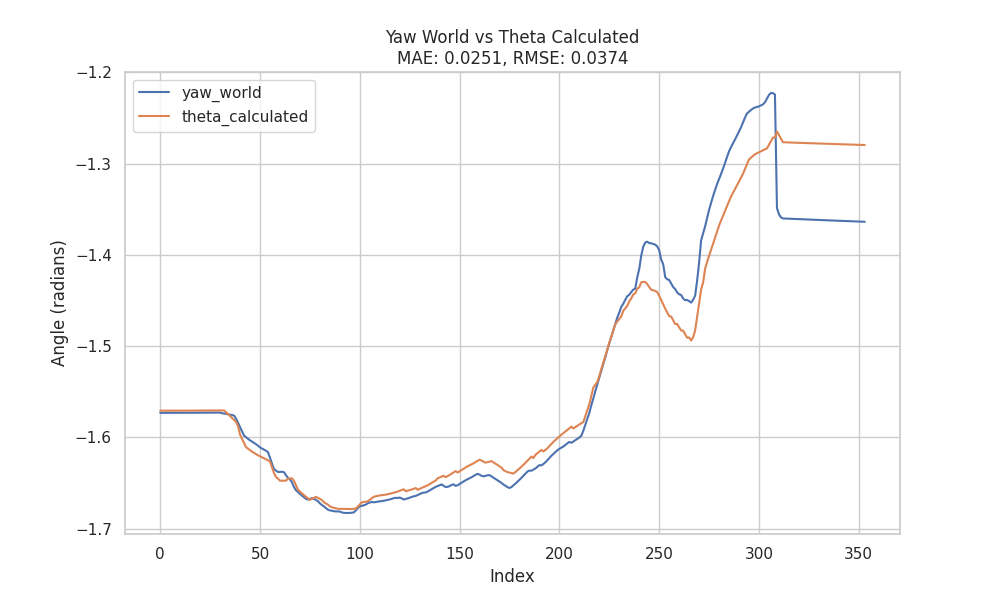 Yaw World vs Theta Calculated
MAE: 0.0251, RMSE: 0.0374
yaw_world
theta_calculated
Angle (radians)
−1.2
−1.3
−1.4
−1.5
−1.6
−1.7
0 50 100 150 200 250 300 350
Index